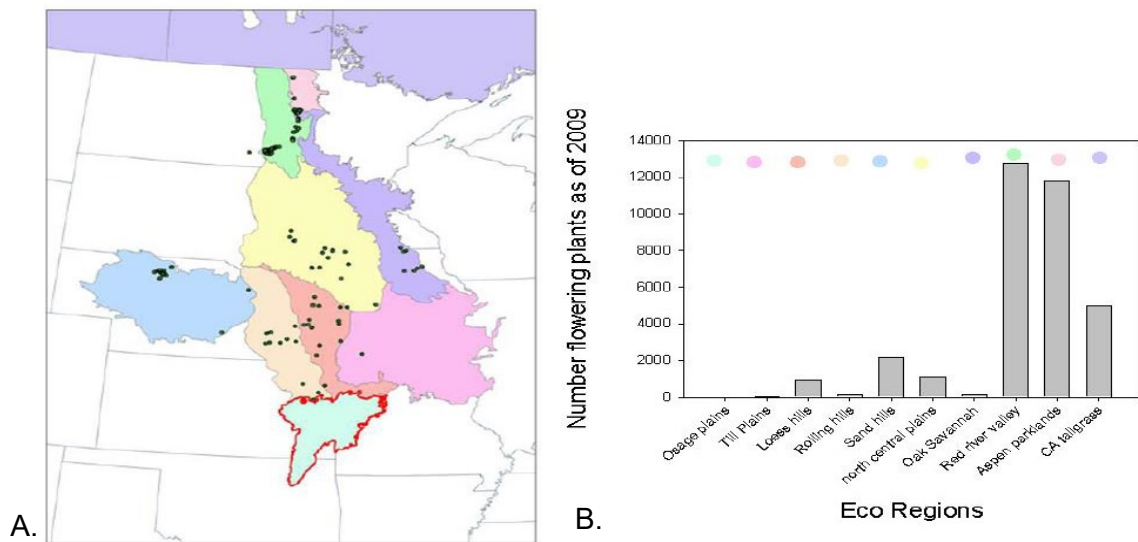 A.
Number flowering plants as of 2009
14000
12000
10000
8000
6000
4000
2000
0
Osage plains
Till Plains
Loess hills
Rolling hills
Sand hills
north central plains
Oak Savannah
Red river valley
Aspen parklands
CA tallgrass
B.
Eco Regions